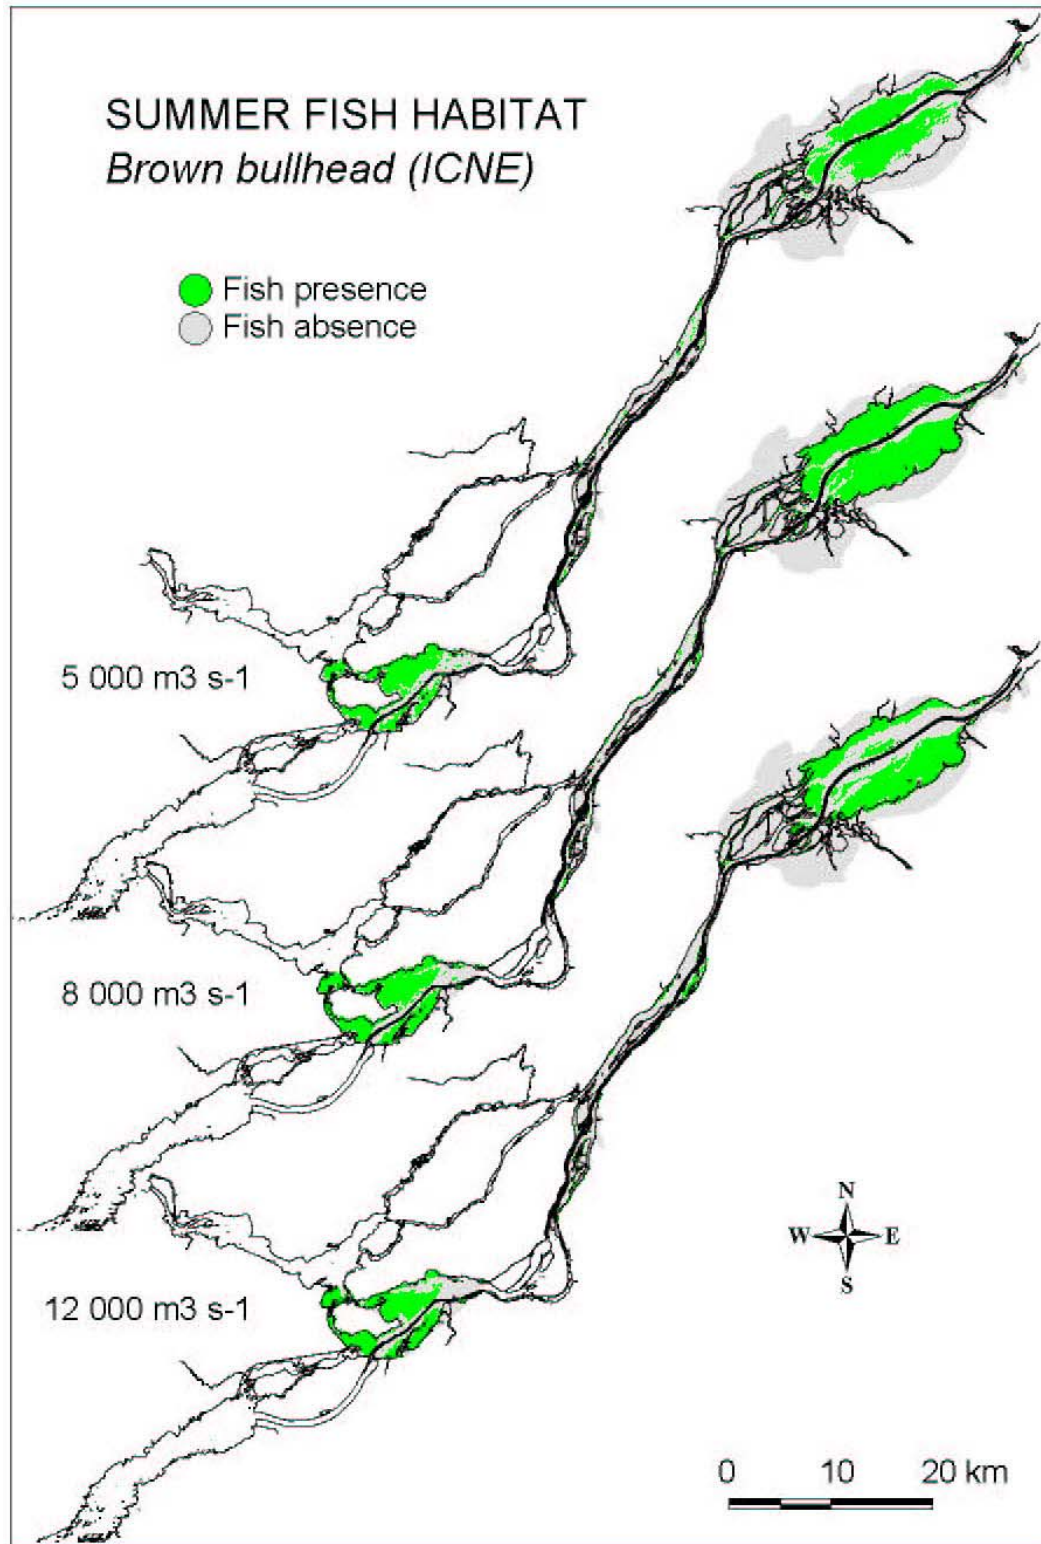 SUMMER FISH HABITAT
Brown bullhead (ICNE)
Fish presence
Fish absence
5 000 m3 s-1
8 000 m3 s-1
12 000 m3 s-1
N
W E
S
0 10 20 km